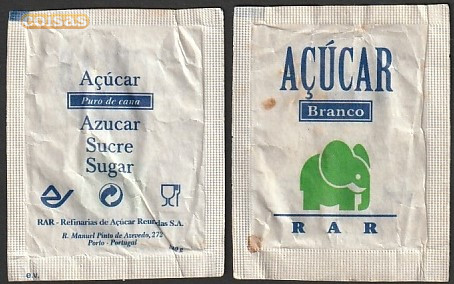 coisas
Açúcar
Puro de cana
Azucar
Sucre
Sugar
RAR - Refinarias de Açúcar Reunidas S.A.
R. Manuel Pinto de Azevedo, 272
Porto - Portugal
e.v.
AÇÚCAR
Branco
RAR